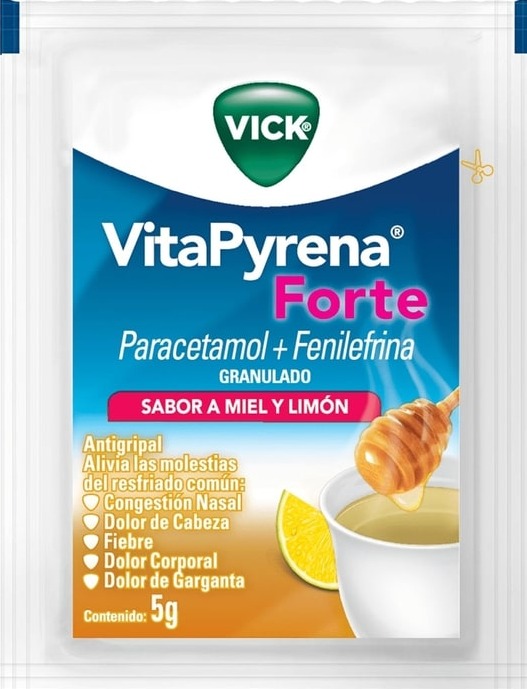 VICK®
VitaPyrena®
Forte
Paracetamol + Fenilefrina
GRANULADO
SABOR A MIEL Y LIMÓN
Antigripal
Alivia las molestias
del resfriado común:
Congestión Nasal
Dolor de Cabeza
Fiebre
Dolor Corporal
Dolor de Garganta
Contenido: 5g